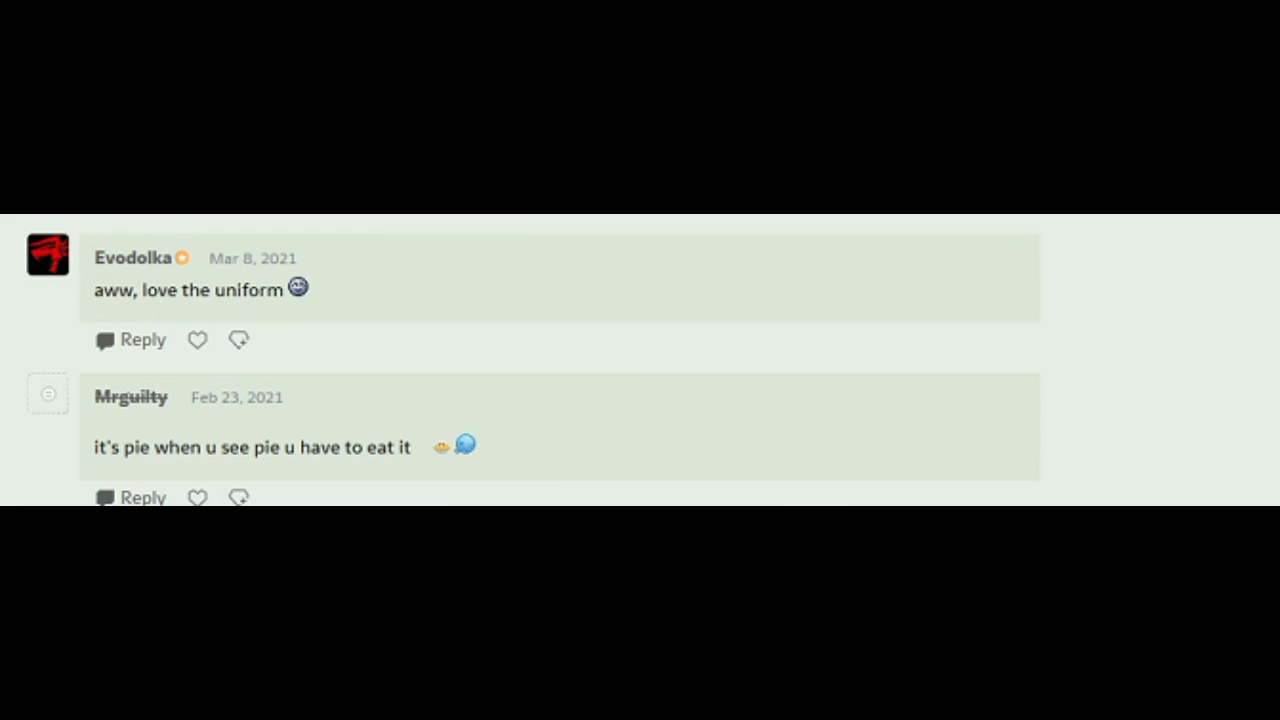 Evodolka Mar 8, 2021
aww, love the uniform
Reply
Mrguilty Feb 23, 2021
it's pie when u see pie u have to eat it
Reply